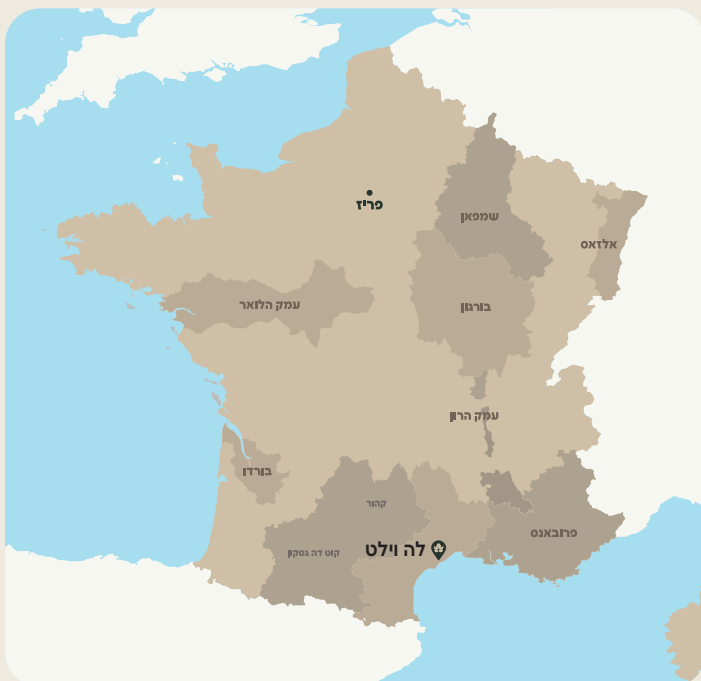 פריז
שמפאן
אלזאס
עמק הלואר
בורגון
עמק הרון
בורדו
קהור
פרובאנס
לה וילט
קוט דה גסקון